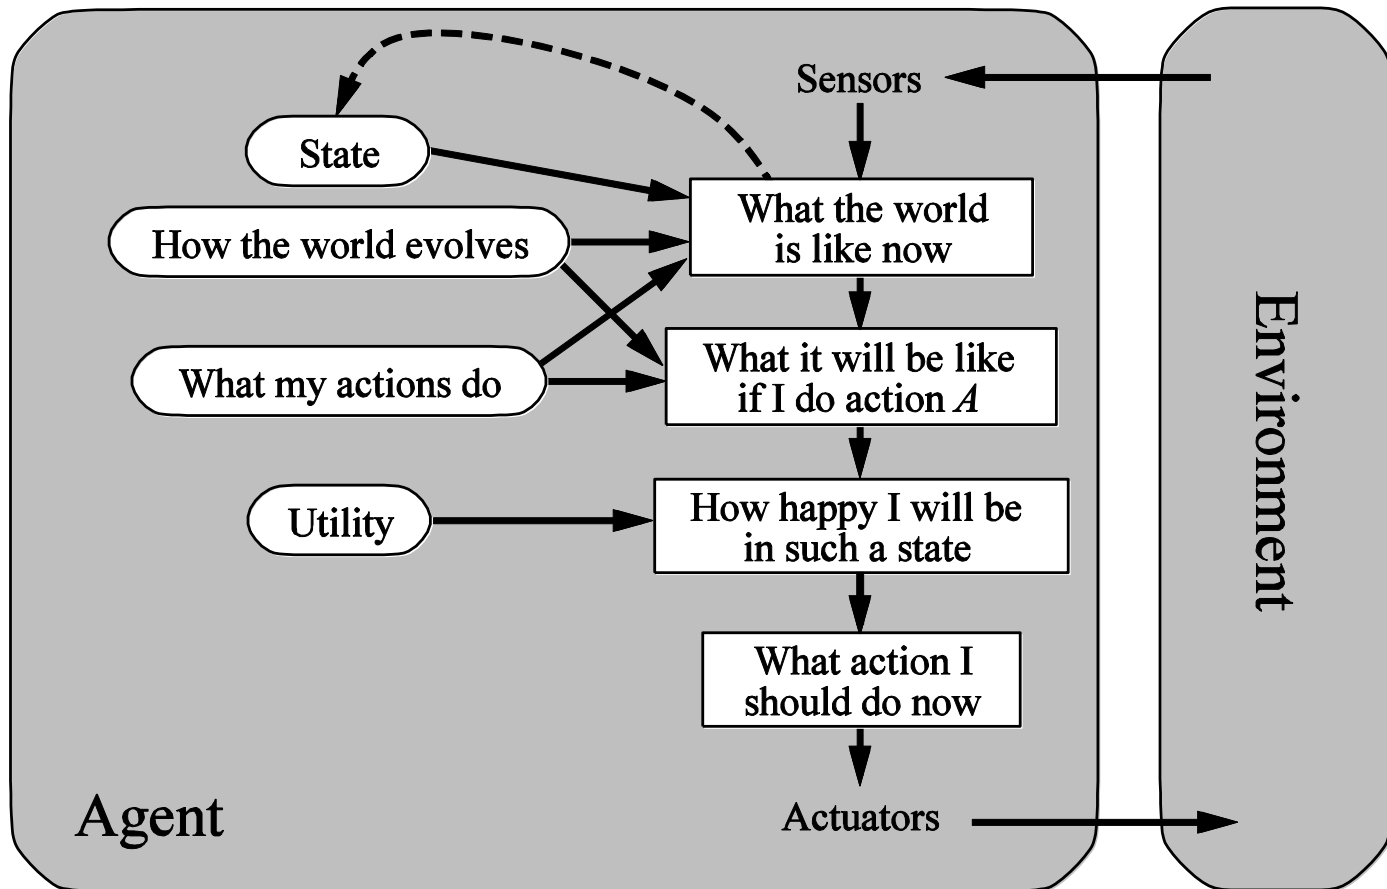 Sensors
State
What the world
is like now
How the world evolves
What it will be like
if I do action A
What my actions do
How happy I will be
in such a state
Utility
What action I
should do now
Agent
Actuators
Environment